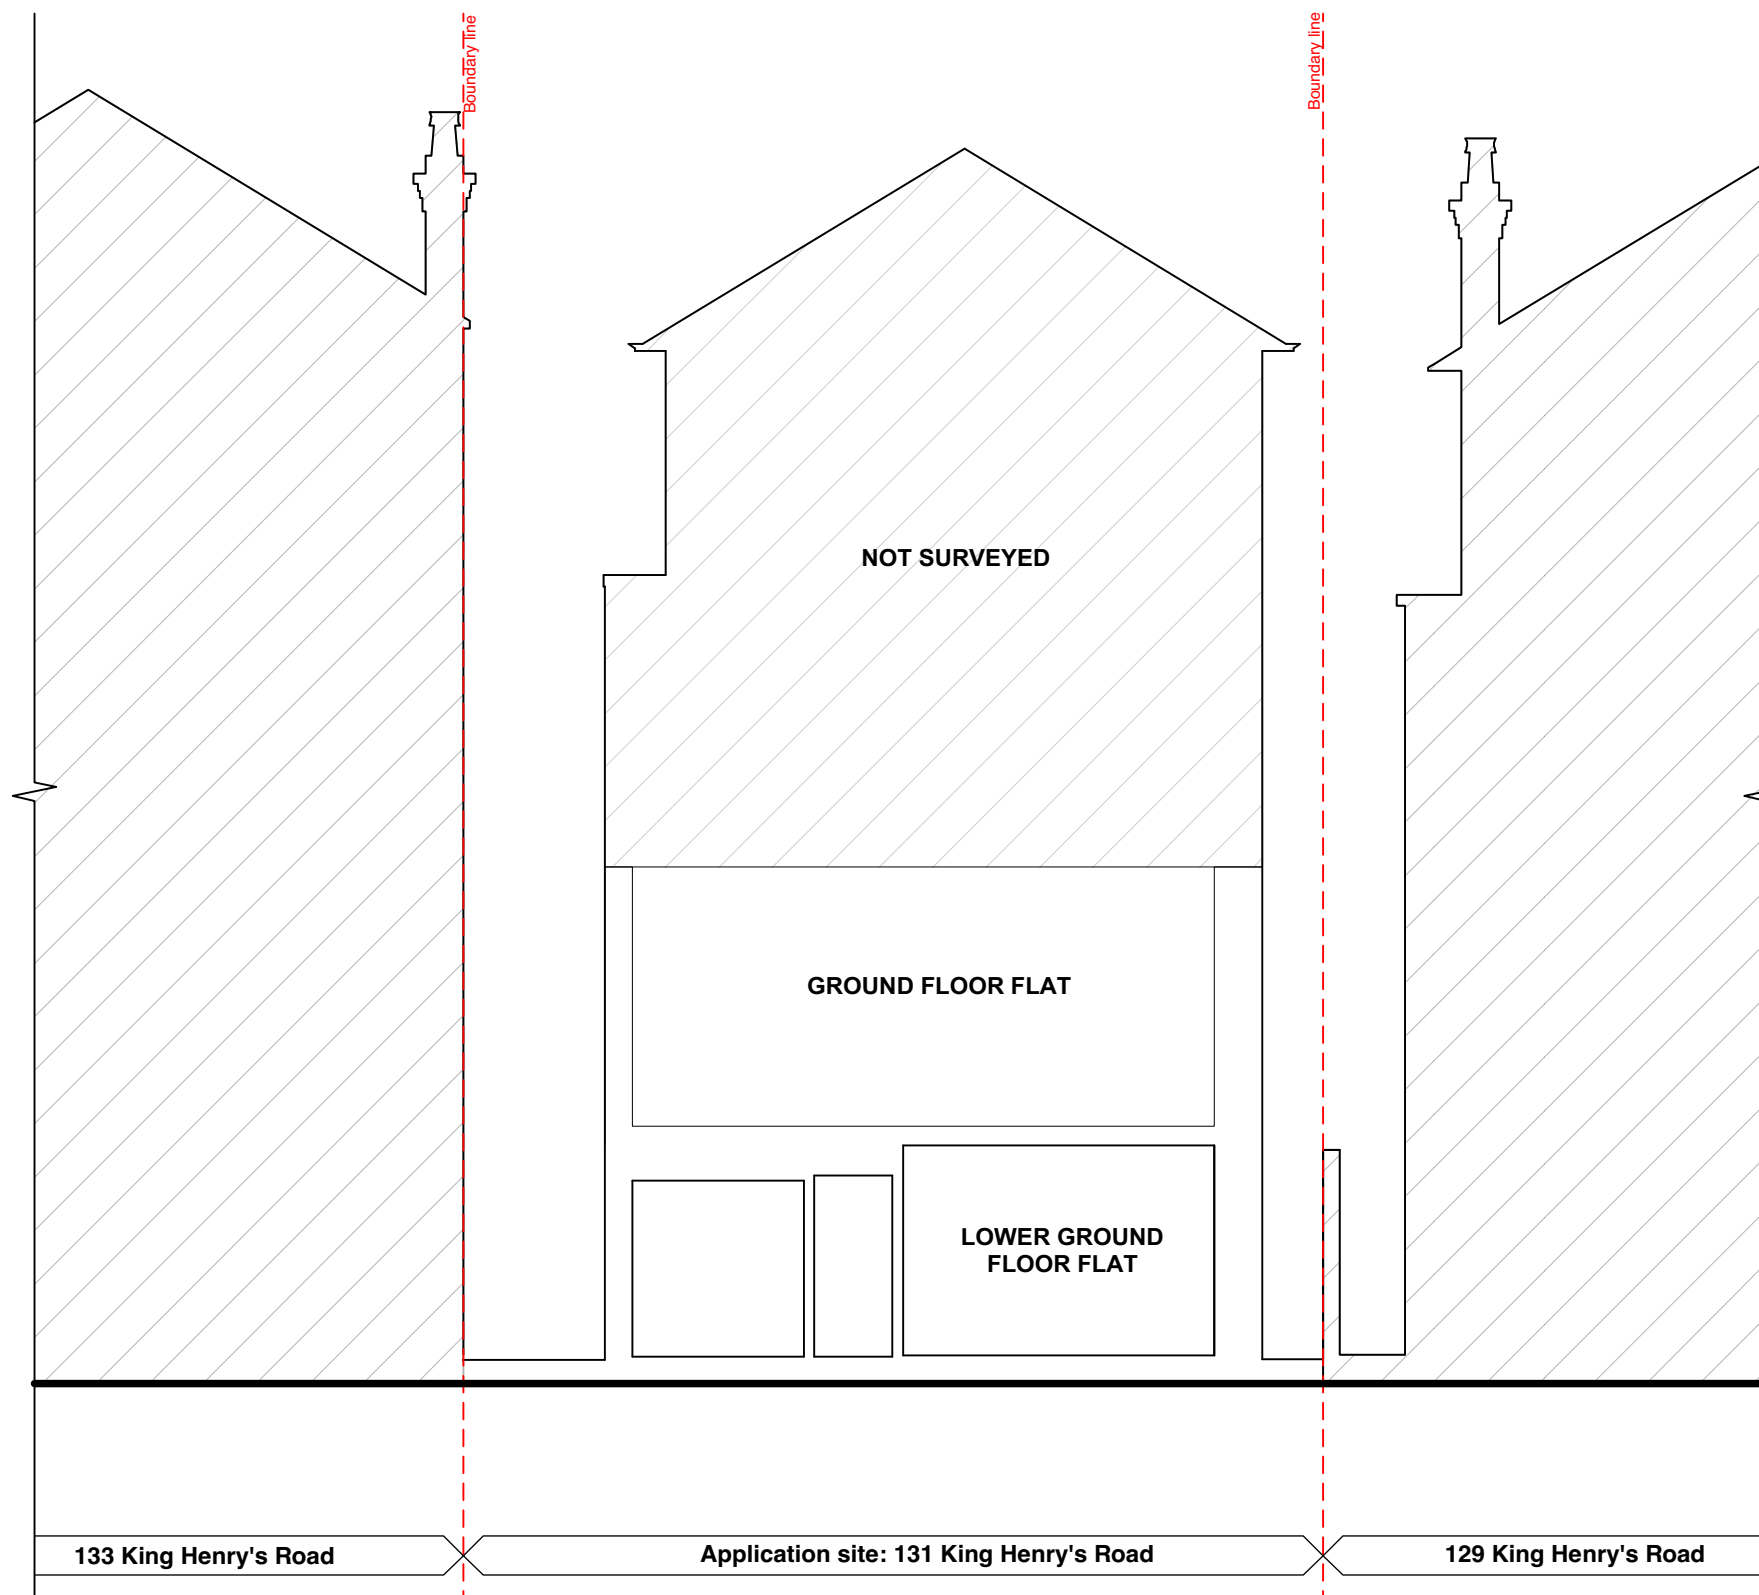 Boundary line
Boundary line
NOT SURVEYED
GROUND FLOOR FLAT
LOWER GROUND
FLOOR FLAT
133 King Henry's Road
Application site: 131 King Henry's Road
129 King Henry's Road